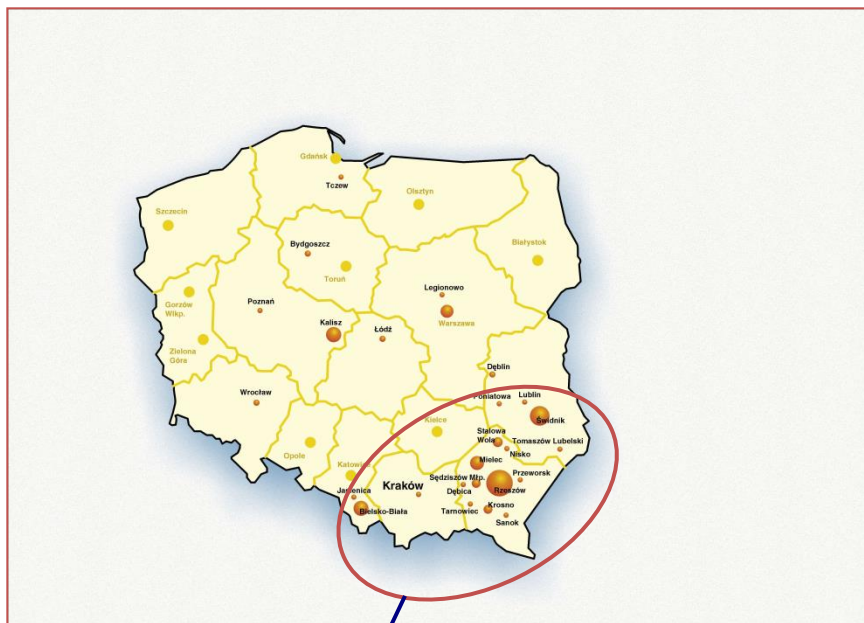 Gdańsk
Tczew
Olsztyn
Szczecin
Białystok
Bydgoszcz
Toruń
Legionowo
Gorzów
Wlkp.
Poznań
Warszawa
Kalisz
Łódź
Zielona
Góra
Dęblin
Wrocław
Poniatowa
Lublin
Świdnik
Kielce
Stalowa
Wola
Tomaszów Lubelski
Nisko
Opole
Katowice
Mielec
Sędziszów Młp.
Przeworsk
Jasienica
Kraków
Dębica
Rzeszów
Bielsko-Biała
Tarnowiec
Krosno
Sanok